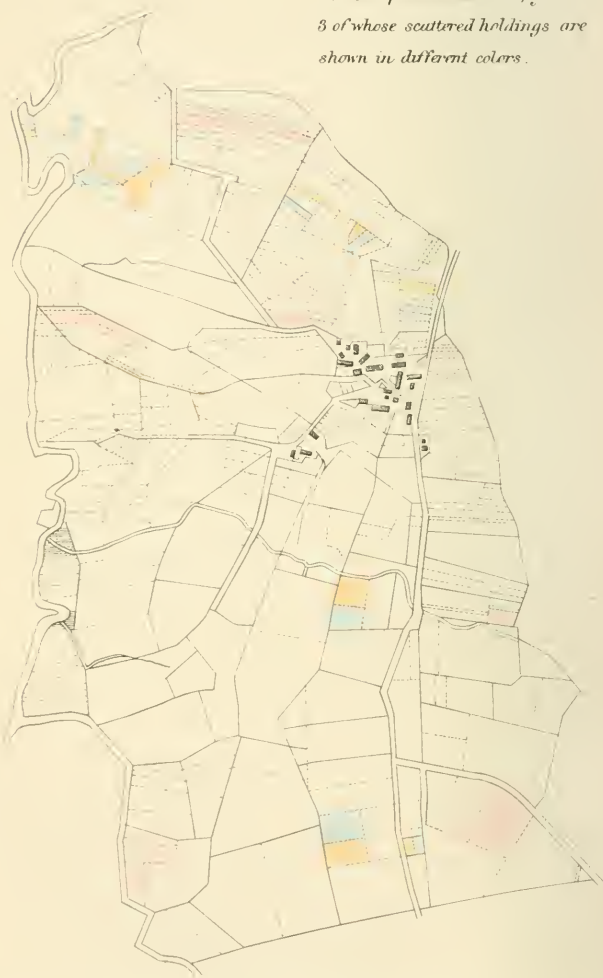 3 of whose scattered holdings are
shown in different colors.